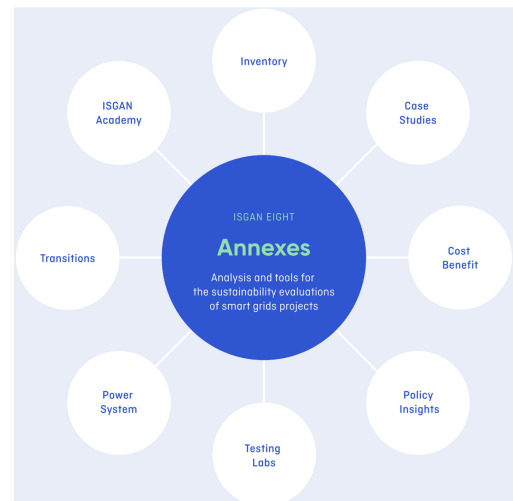 Inventory
ISGAN
Academy
Case
Studies
ISGAN EIGHT
Annexes
Analysis and tools for
the sustainability evaluations
of smart grids projects
Transitions
Cost
Benefit
Power
System
Policy
Insights
Testing
Labs